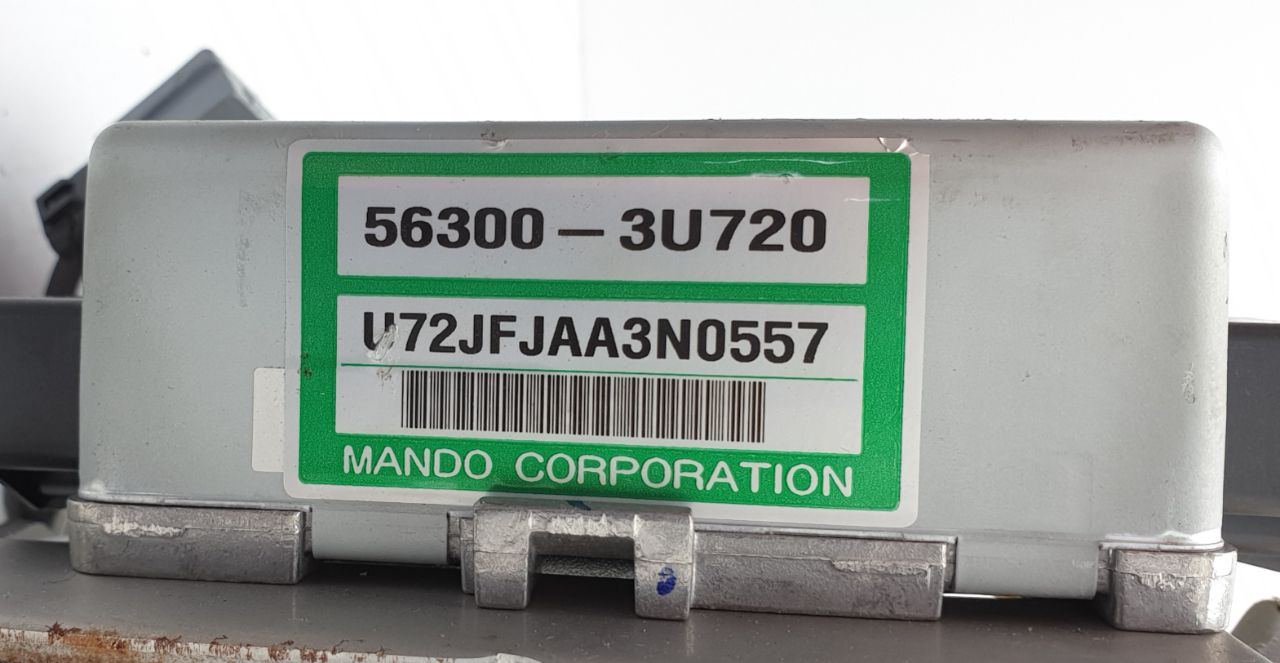 56300 – 3U720
U72JFJAA3N0557
MANDO CORPORATION